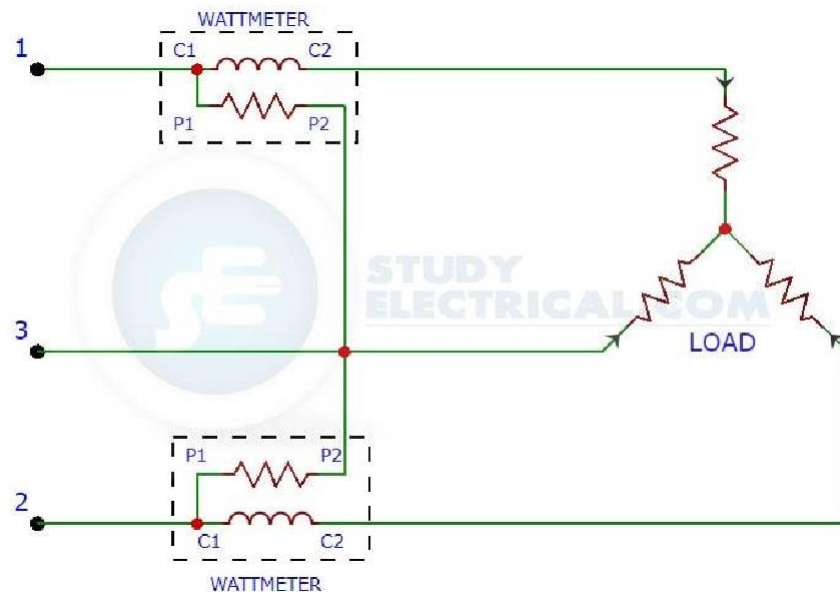 WATTMETER
1
C1 C2
P1 P2
STUDY
ELECTRICAL.COM
3
LOAD
P1 P2
2
C1 C2
WATTMETER